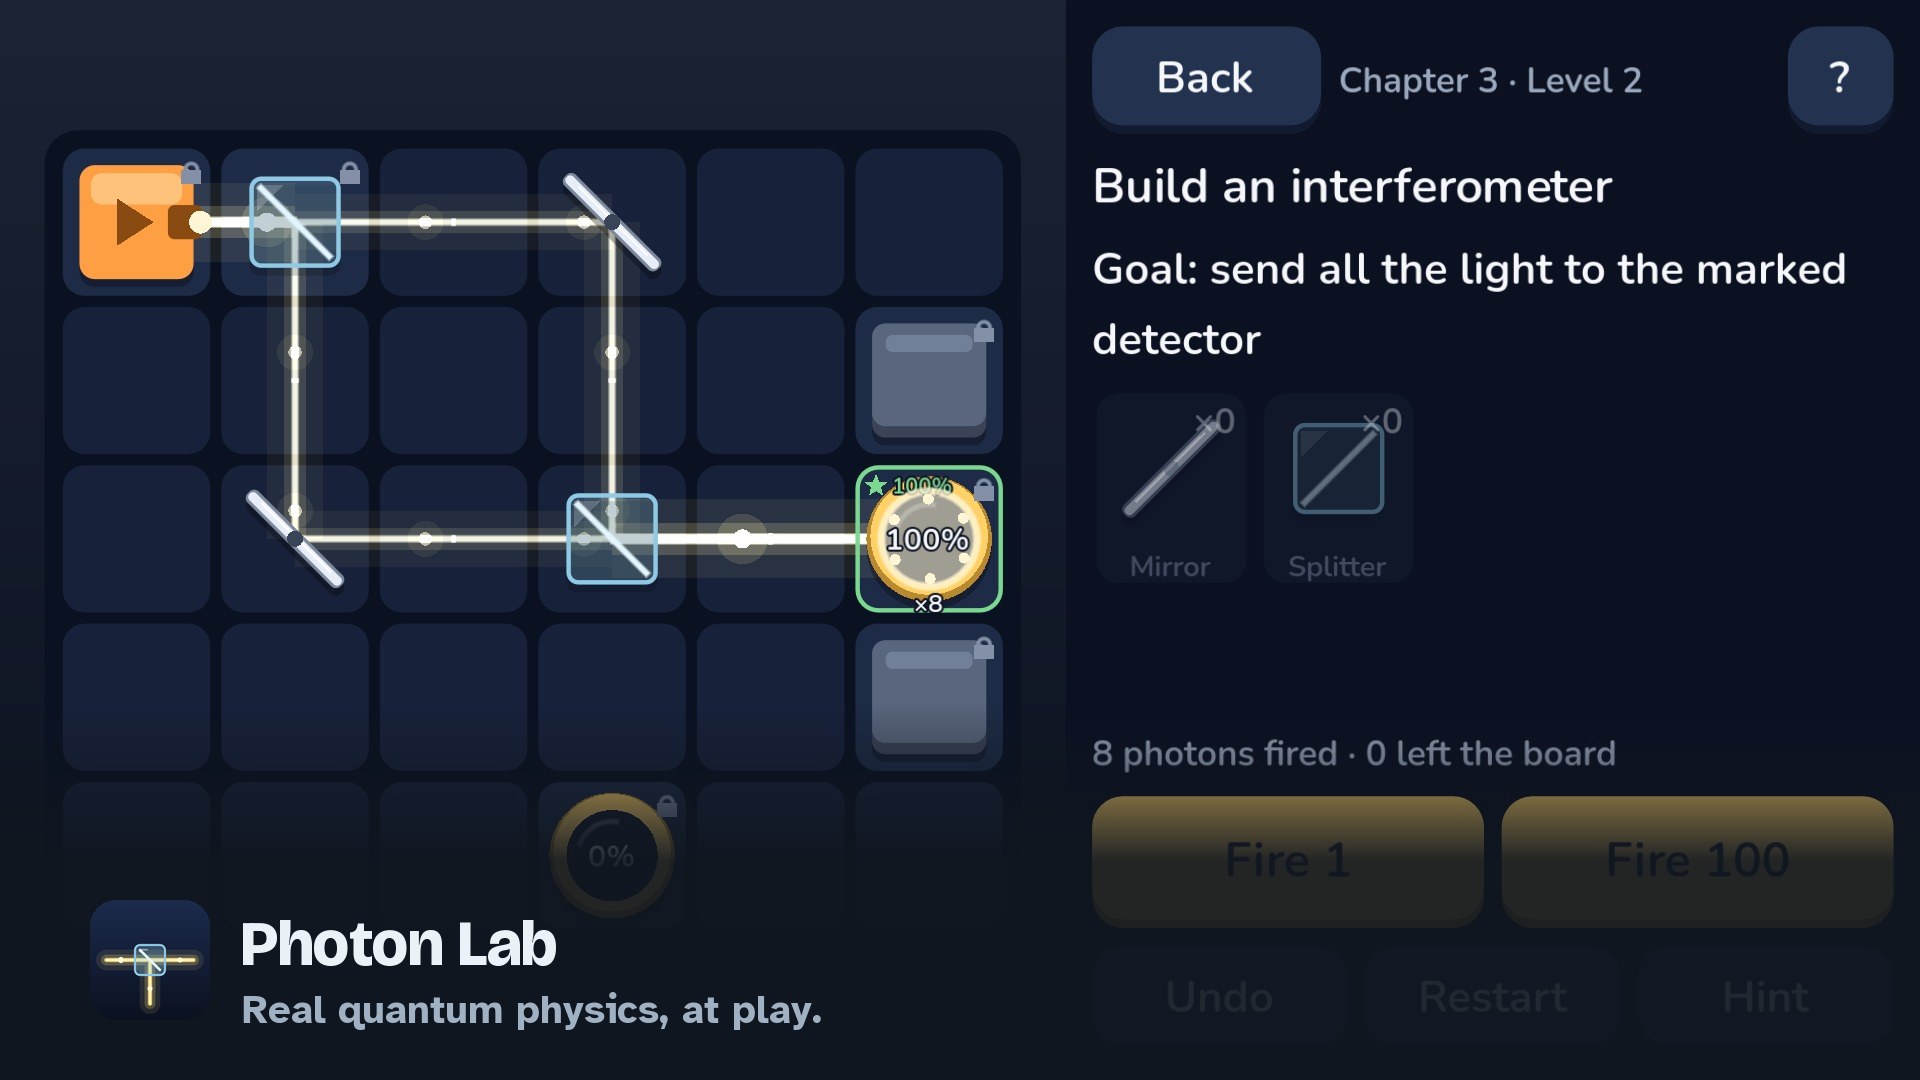 Back
Chapter 3 · Level 2
?
Build an interferometer
Goal: send all the light to the marked
detector
×0
×0
Mirror
Splitter
100%
100%
×8
0%
8 photons fired · 0 left the board
Fire 1
Fire 100
Undo
Restart
Hint
Photon Lab
Real quantum physics, at play.